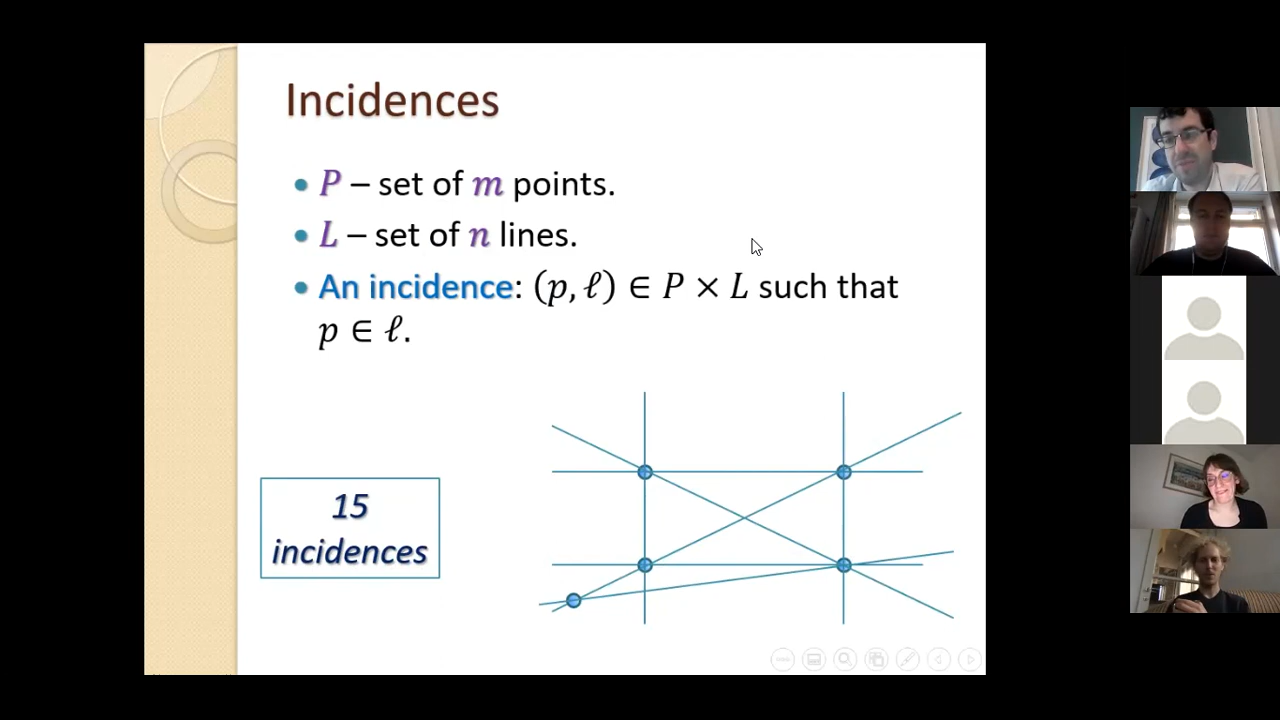 Incidences
• P – set of m points.
• L – set of n lines.
• An incidence: (p, ℓ) ∈ P × L such that
p ∈ ℓ.
15
incidences